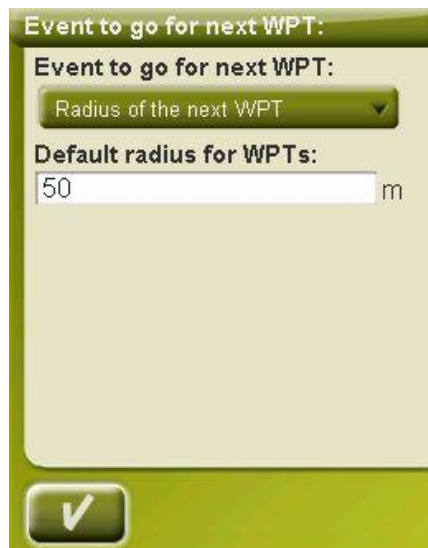 Event to go for next WPT:
Event to go for next WPT:
Radius of the next WPT
Default radius for WPTs:
50 m